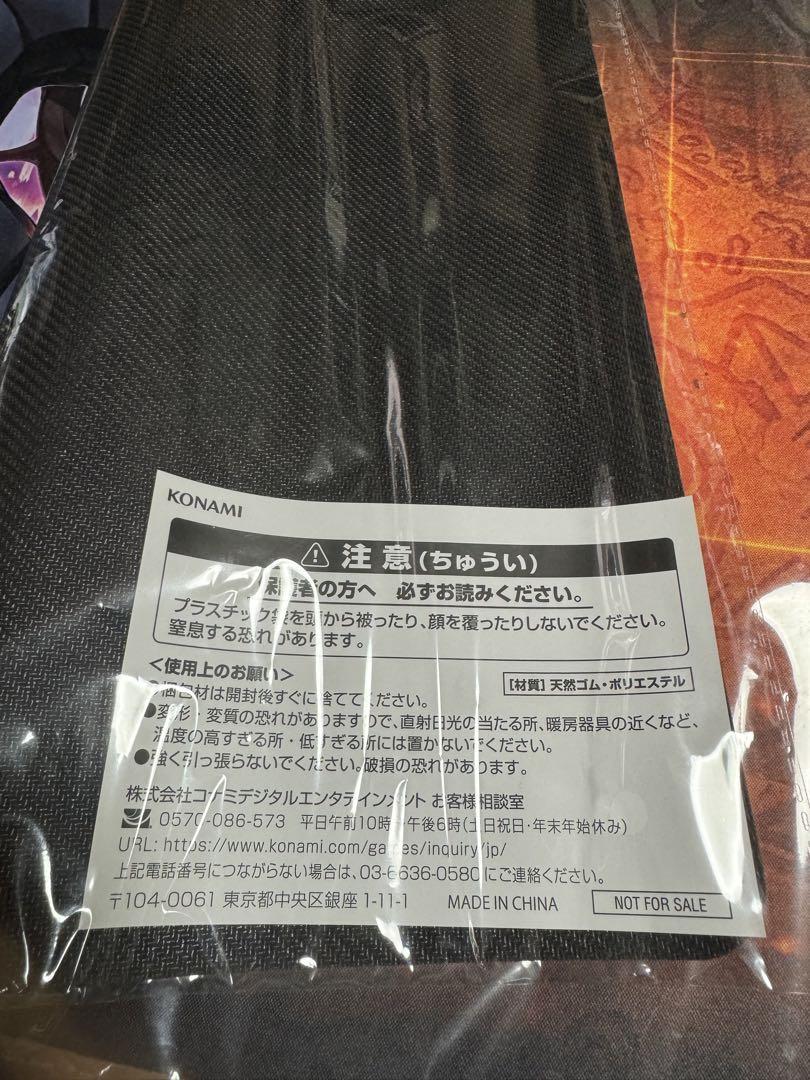 KONAMI
注意(ちゅうい)
保護者の方へ 必ずお読みください。
プラスチック袋を頭から被ったり、顔を覆ったりしないでください。
窒息する恐れがあります。
<使用上のお願い>
[材質] 天然ゴム・ポリエステル
●梱包材は開封後すぐに捨ててください。
●変形・変質の恐れがありますので、直射日光の当たる所、暖房器具の近くなど、
温度の高すぎる所・低すぎる所には置かないでください。
●強く引っ張らないでください。破損の恐れがあります。
株式会社コナミデジタルエンタテインメント お客様相談室
0570-086-573 平日午前10時~午後6時(土日祝日・年末年始休み)
URL: https://www.konami.com/games/inquiry/jp/
上記電話番号につながらない場合は、03-6636-0580にご連絡ください。
〒104-0061 東京都中央区銀座 1-11-1 MADE IN CHINA NOT FOR SALE